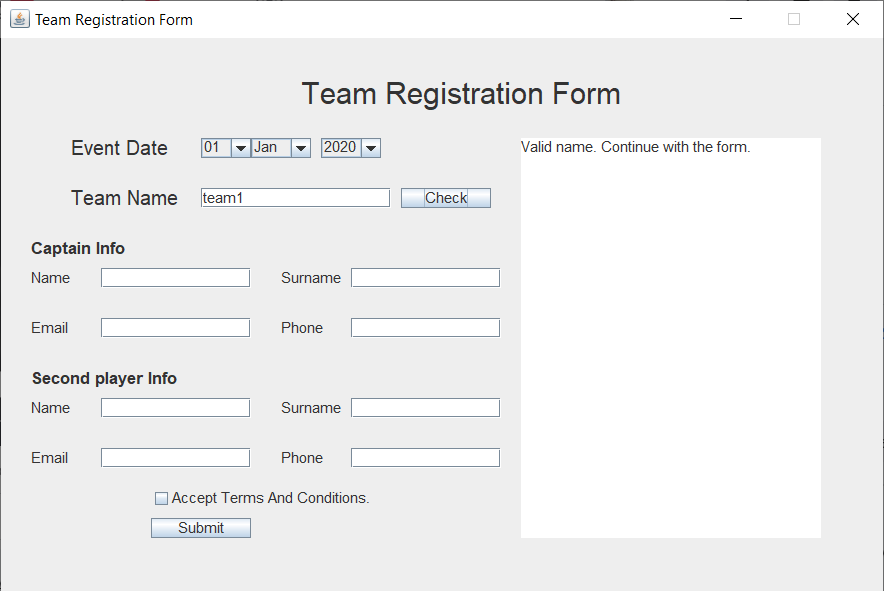 Team Registration Form
Team Registration Form
Event Date 01 Jan 2020
Valid name. Continue with the form.
Team Name team1 Check
Captain Info
Name Surname
Email Phone
Second player Info
Name Surname
Email Phone
Accept Terms And Conditions.
Submit